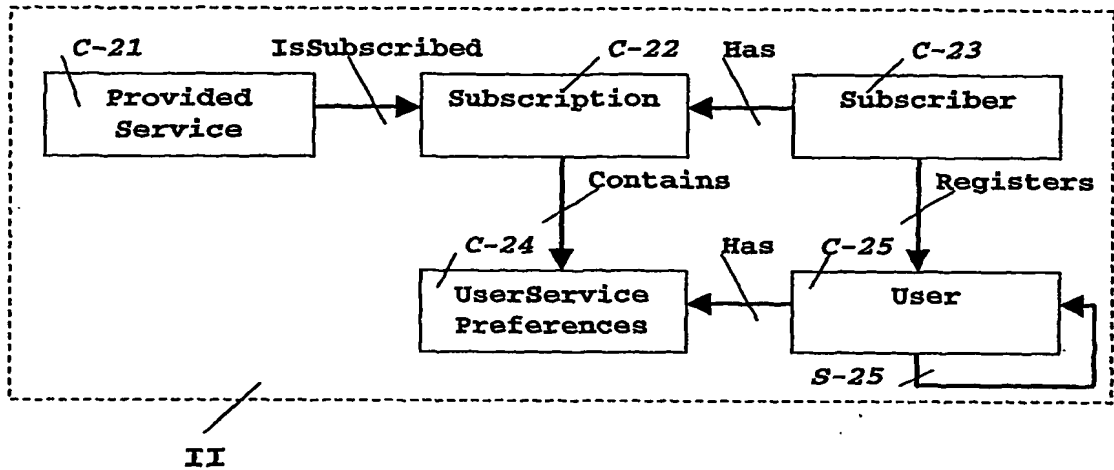 C-21
IsSubscribed
C-22
Has
C-23
Provided
Service
Subscription
Subscriber
Contains
Registers
C-24
Has
C-25
UserService
Preferences
User
S-25
II